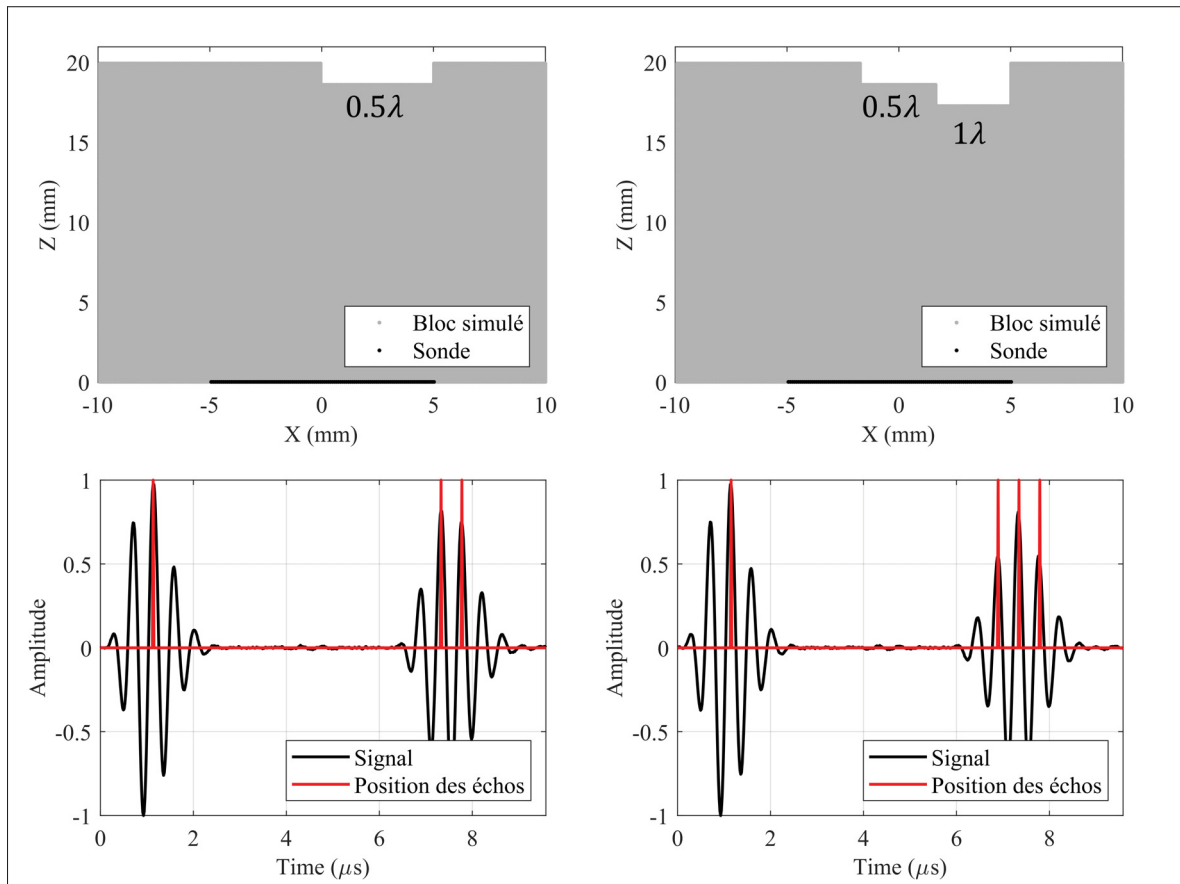 20
15
10
5
0
Z (mm)
0.5λ
Bloc simulé
Sonde
-10
-5
0
5
10
X (mm)
20
15
10
5
0
Z (mm)
0.5λ
1λ
Bloc simulé
Sonde
-10
-5
0
5
10
X (mm)
1
0.5
0
-0.5
-1
Amplitude
Signal
Position des échos
0
2
4
6
8
Time (μs)
1
0.5
0
-0.5
-1
Amplitude
Signal
Position des échos
0
2
4
6
8
Time (μs)